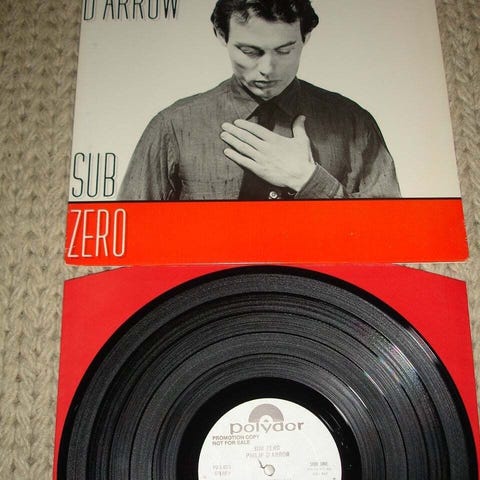 D'ARROW
SUB
ZERO
polydor
PROMOTION COPY
NOT FOR SALE
SUB ZERO
PHILIP D'ARROW
SIDE ONE